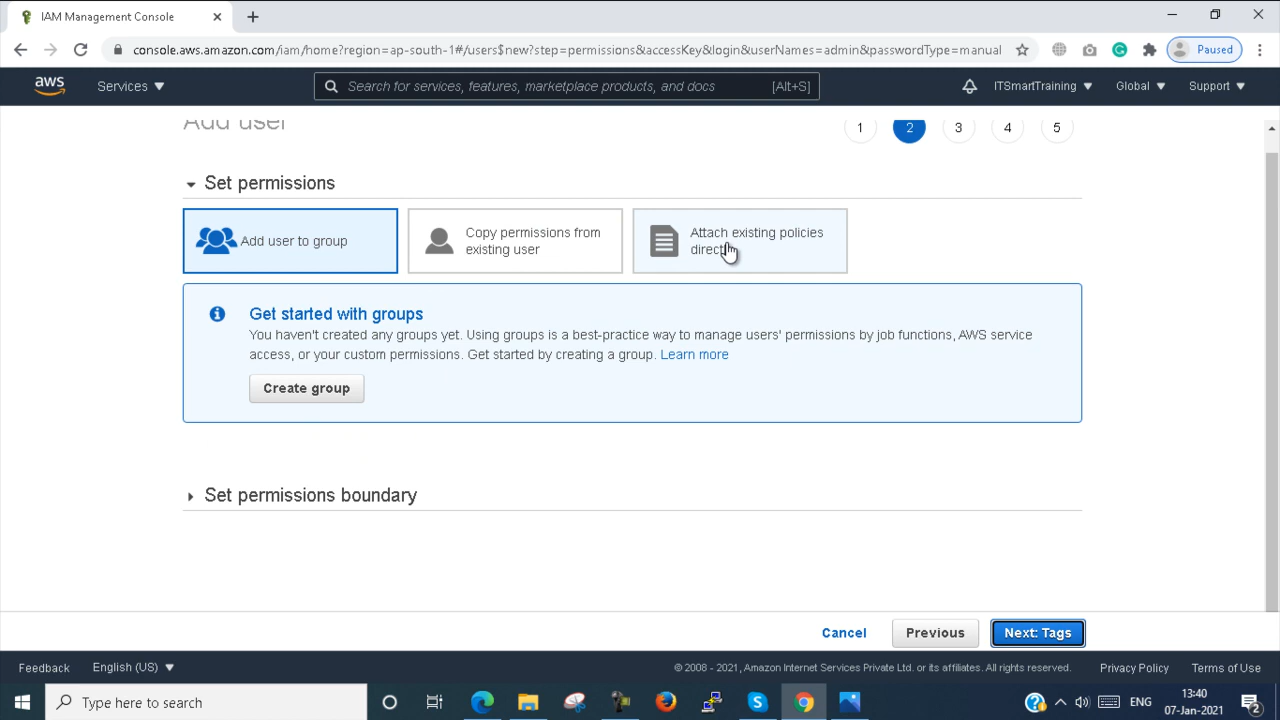 IAM Management Console
console.aws.amazon.com/iam/home?region=ap-south-1#/users$new?step=permissions&accessKey&login&userNames=admin&passwordType=manual
Paused
aws
Services
Search for services, features, marketplace products, and docs [Alt+S]
ITSmartTraining
Global
Support
Add user
1
2
3
4
5
Set permissions
Add user to group
Copy permissions from
existing user
Attach existing policies
Get started with groups
You haven't created any groups yet. Using groups is a best-practice way to manage users' permissions by job functions, AWS service
access, or your custom permissions. Get started by creating a group. Learn more
Create group
Set permissions boundary
Cancel
Previous
Next: Tags
Feedback
English (US)
© 2008 - 2021, Amazon Internet Services Private Ltd. or its affiliates. All rights reserved.
Privacy Policy
Terms of Use
Type here to search
ENG
13:40
07-Jan-2021
2